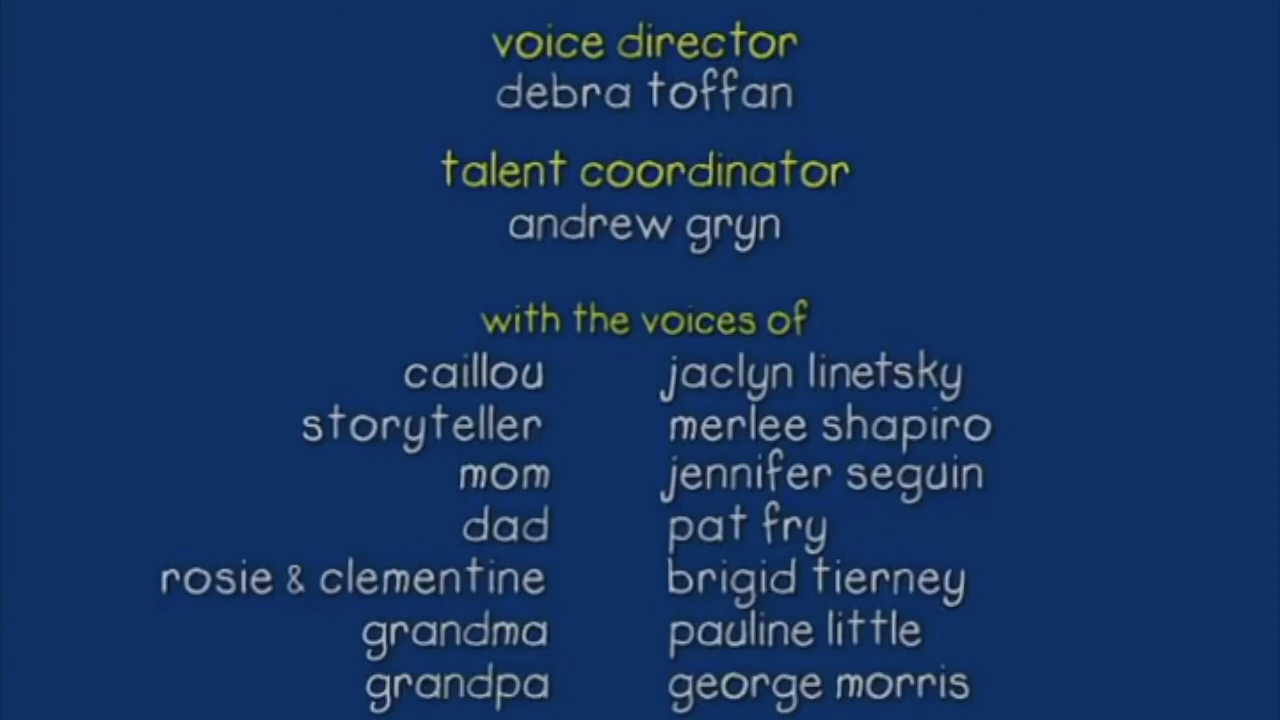 voice director
debra toffan
talent coordinator
andrew gryn
with the voices of
caillou jaclyn linetsky
storyteller merlee shapiro
mom jennifer seguin
dad pat fry
rosie & clementine brigid tierney
grandma pauline little
grandpa george morris